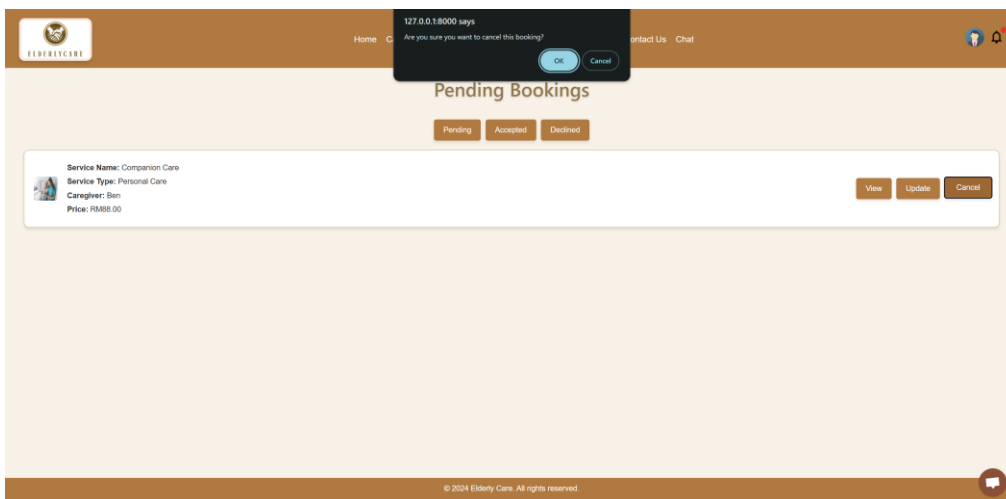 127.0.0.1:8000 says
Are you sure you want to cancel this booking?
OK Cancel
ELDERLYCARE
Home ontact Us Chat
Pending Bookings
Pending Accepted Declined
Service Name: Companion Care
Service Type: Personal Care
Caregiver: Ben
Price: RM88.00
View Update Cancel
© 2024 Elderly Care. All rights reserved.